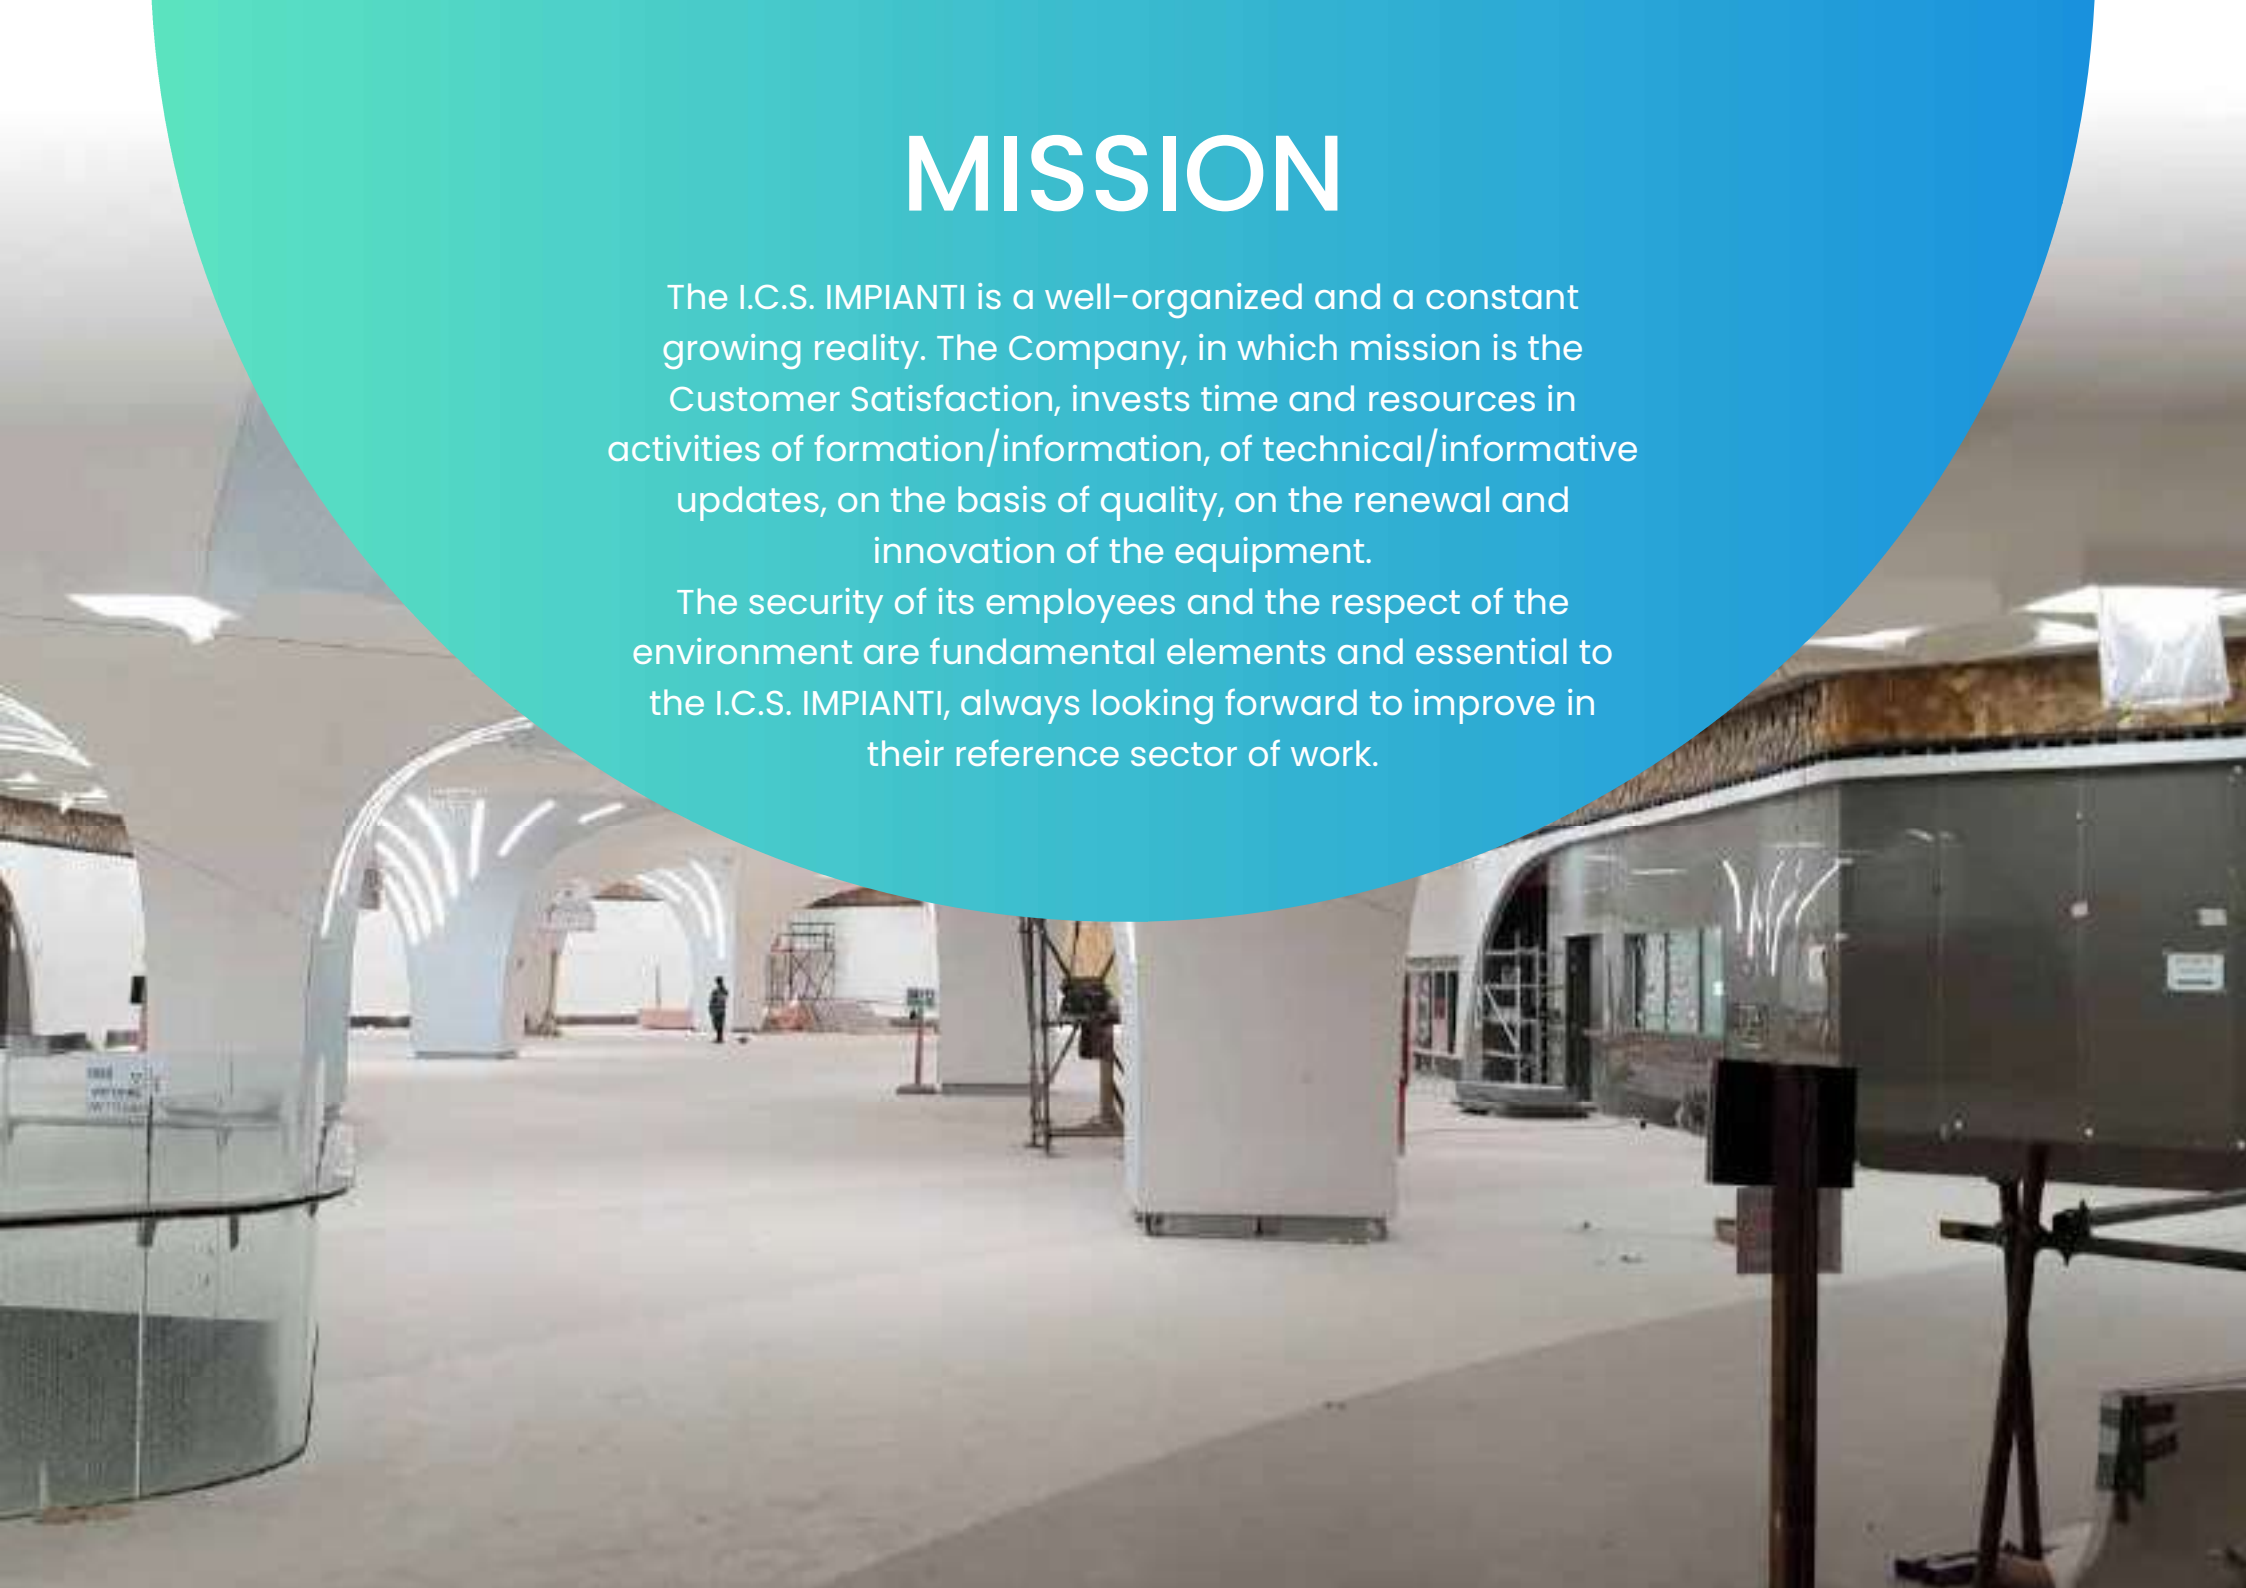 MISSION
The I.C.S. IMPIANTI is a well-organized and a constant
growing reality. The Company, in which mission is the
Customer Satisfaction, invests time and resources in
activities of formation/information, of technical/informative
updates, on the basis of quality, on the renewal and
innovation of the equipment.
The security of its employees and the respect of the
environment are fundamental elements and essential to
the I.C.S. IMPIANTI, always looking forward to improve in
their reference sector of work.